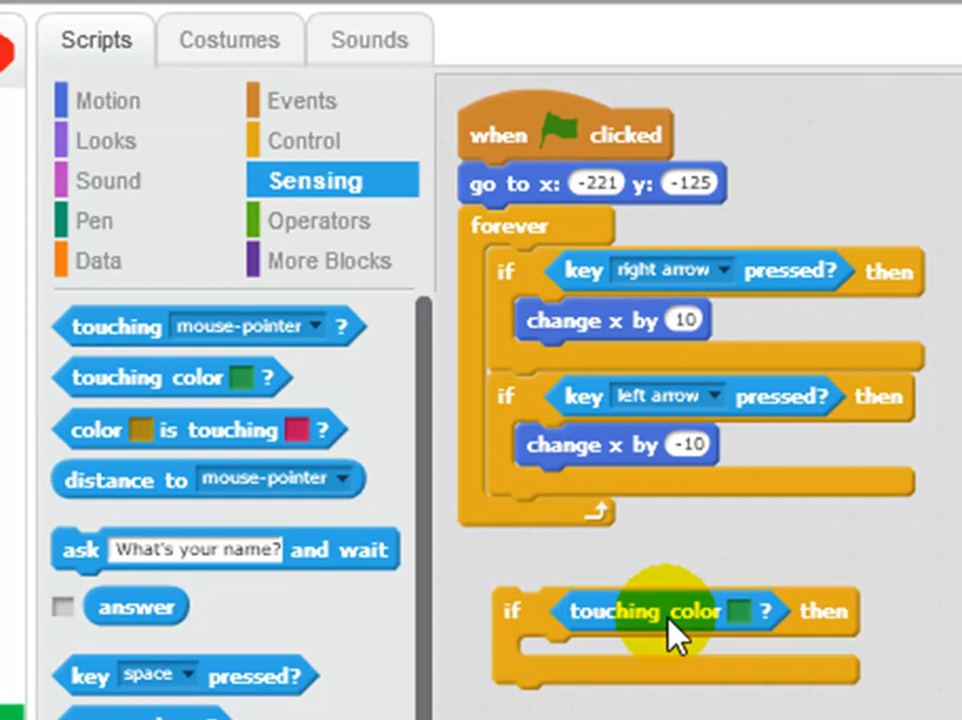 Scripts Costumes Sounds
Motion Events
Looks Control
Sound Sensing
Pen Operators
Data More Blocks
touching mouse-pointer ?
touching color ?
color is touching ?
distance to mouse-pointer
ask What's your name? and wait
answer
key space pressed?
when clicked
go to x: -221 y: -125
forever
if key right arrow pressed? then
change x by 10
if key left arrow pressed? then
change x by -10
if touching color ? then